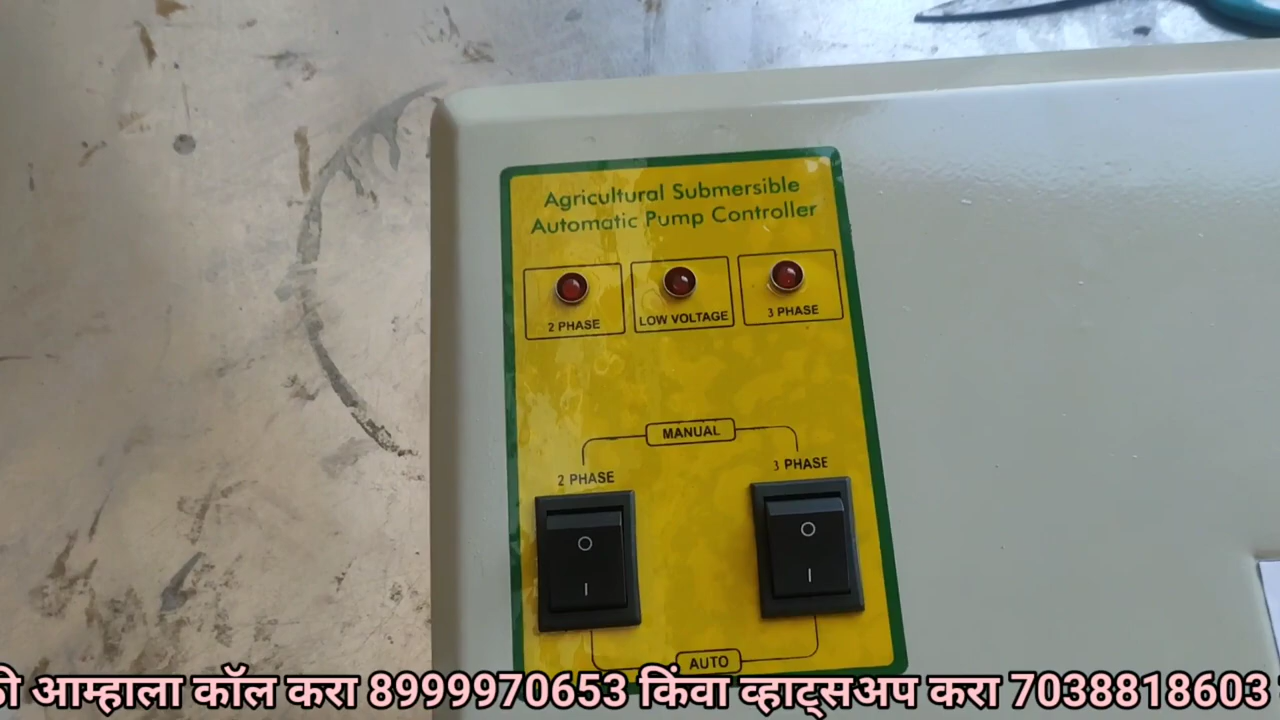 Agricultural Submersible
Automatic Pump Controller
2 PHASE
LOW VOLTAGE
3 PHASE
MANUAL
2 PHASE
3 PHASE
O
I
O
I
AUTO
आम्हाला कॉल करा 8999970653 किंवा व्हाट्सअप करा 7038818603